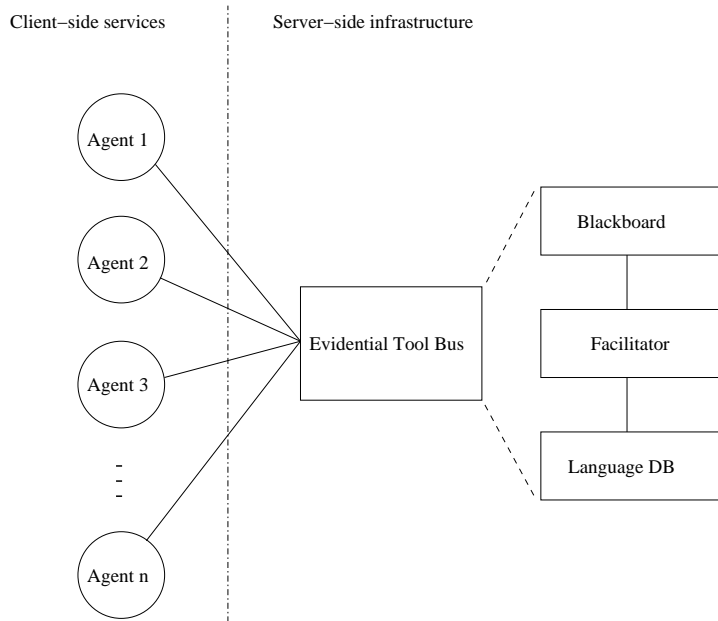 Client−side services
Server−side infrastructure
Agent 1
Agent 2
Agent 3
Agent n
Evidential Tool Bus
Blackboard
Facilitator
Language DB